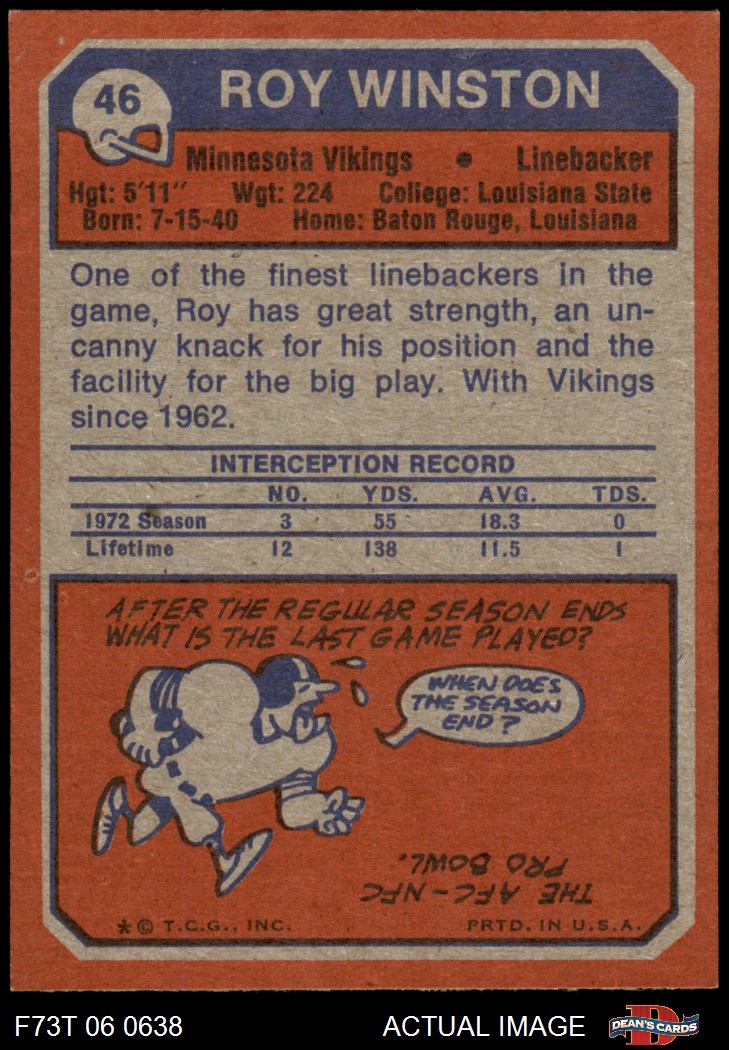 46
ROY WINSTON
Minnesota Vikings • Linebacker
Hgt: 5'11" Wgt: 224 College: Louisiana State
Born: 7-15-40 Home: Baton Rouge, Louisiana
One of the finest linebackers in the
game, Roy has great strength, an un-
canny knack for his position and the
facility for the big play. With Vikings
since 1962.
INTERCEPTION RECORD
NO. YDS. AVG. TDS.
1972 Season 3 55 18.3 0
Lifetime 12 138 11.5 1
AFTER THE REGULAR SEASON ENDS
WHAT IS THE LAST GAME PLAYED?
WHEN DOES
THE SEASON
END?
THE AFC-NFC
PRO BOWL.
*© T.C.G., INC. PRTD. IN U.S.A.
F73T 06 0638 ACTUAL IMAGE
D
DEAN'S CARDS